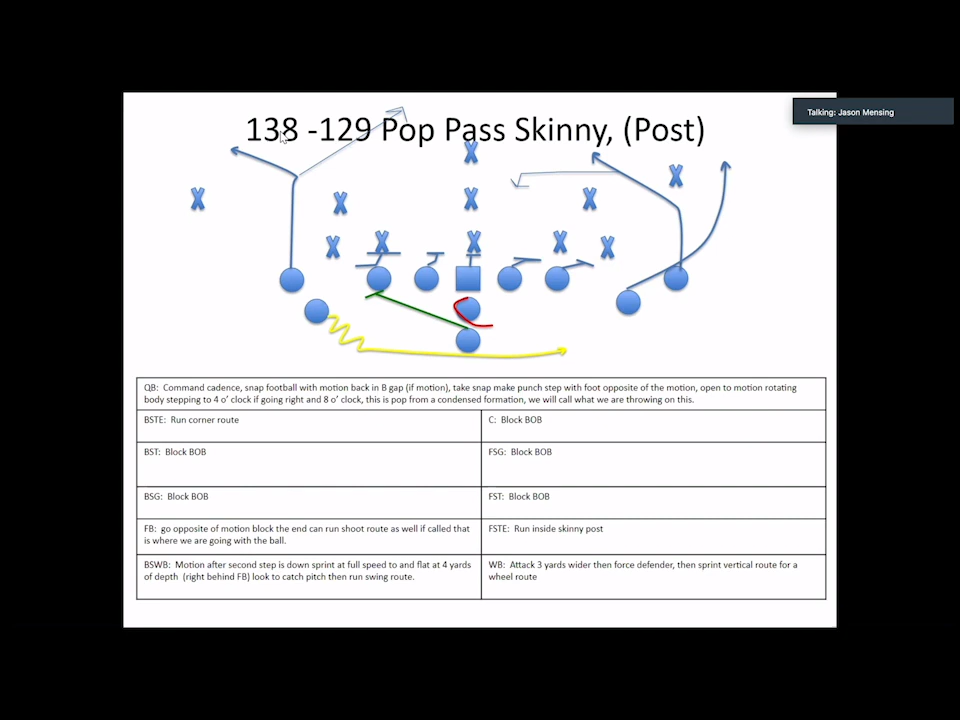 Talking: Jason Mensing
138 -129 Pop Pass Skinny, (Post)
QB: Command cadence, snap football with motion back in B gap (if motion), take snap make punch step with foot opposite of the motion, open to motion rotating
body stepping to 4 o' clock if going right and 8 o' clock, this is pop from a condensed formation, we will call what we are throwing on this.
BSTE: Run corner route
C: Block BOB
BST: Block BOB
FSG: Block BOB
BSG: Block BOB
FST: Block BOB
FB: go opposite of motion block the end can run shoot route as well if called that
is where we are going with the ball.
FSTE: Run inside skinny post
BSWB: Motion after second step is down sprint at full speed to and flat at 4 yards
of depth (right behind FB) look to catch pitch then run swing route.
WB: Attack 3 yards wider then force defender, then sprint vertical route for a
wheel route